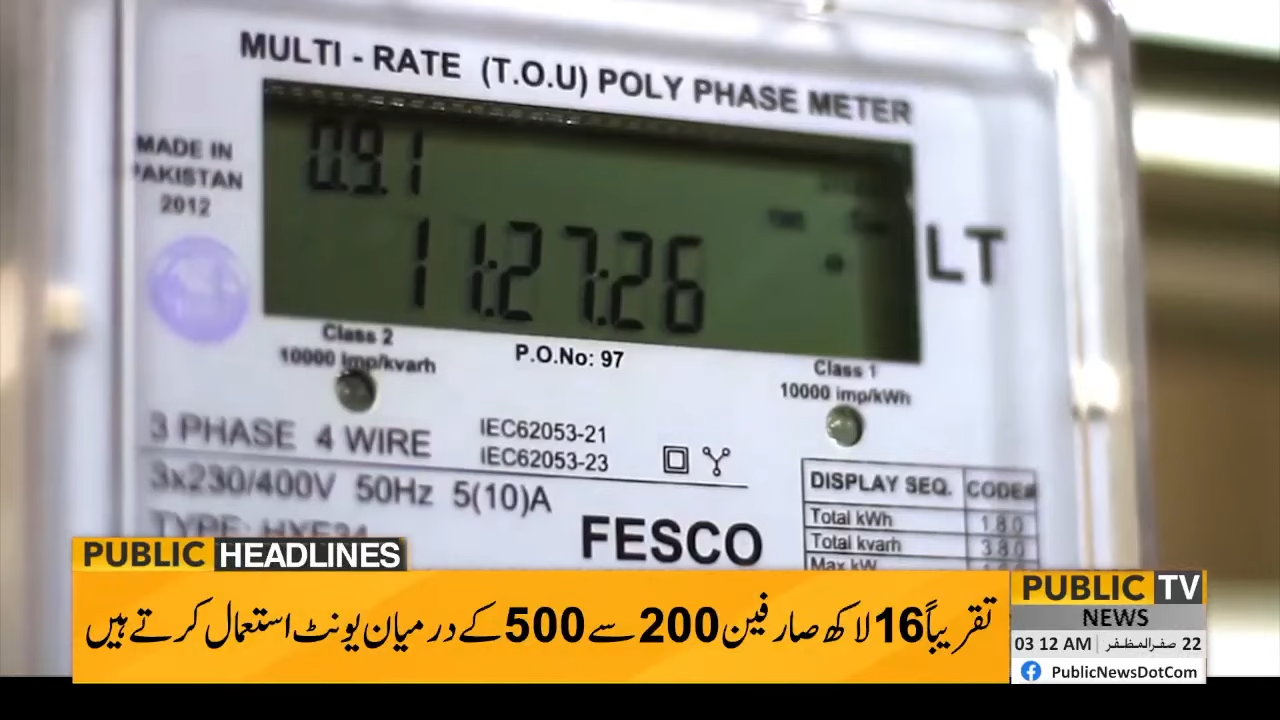 MULTI - RATE (T.O.U) POLY PHASE METER
MADE IN
PAKISTAN
2012
0.9.1
11:27:26
LT
Class 2
10000 imp/kvarh
P.O.No: 97
Class 1
10000 imp/kWh
3 PHASE 4 WIRE
IEC62053-21
IEC62053-23
3x230/400V 50Hz 5(10)A
FESCO
DISPLAY SEQ. CODE#
Total kWh 1.8.0
Total kvarh 3.8.0
Max kW
PUBLIC HEADLINES
تقریباً 16 لاکھ صارفین 200 سے 500 کے درمیان یونٹ استعمال کرتے ہیں
PUBLIC TV
NEWS
03 12 AM | 22 صفرالمظفر
PublicNewsDotCom